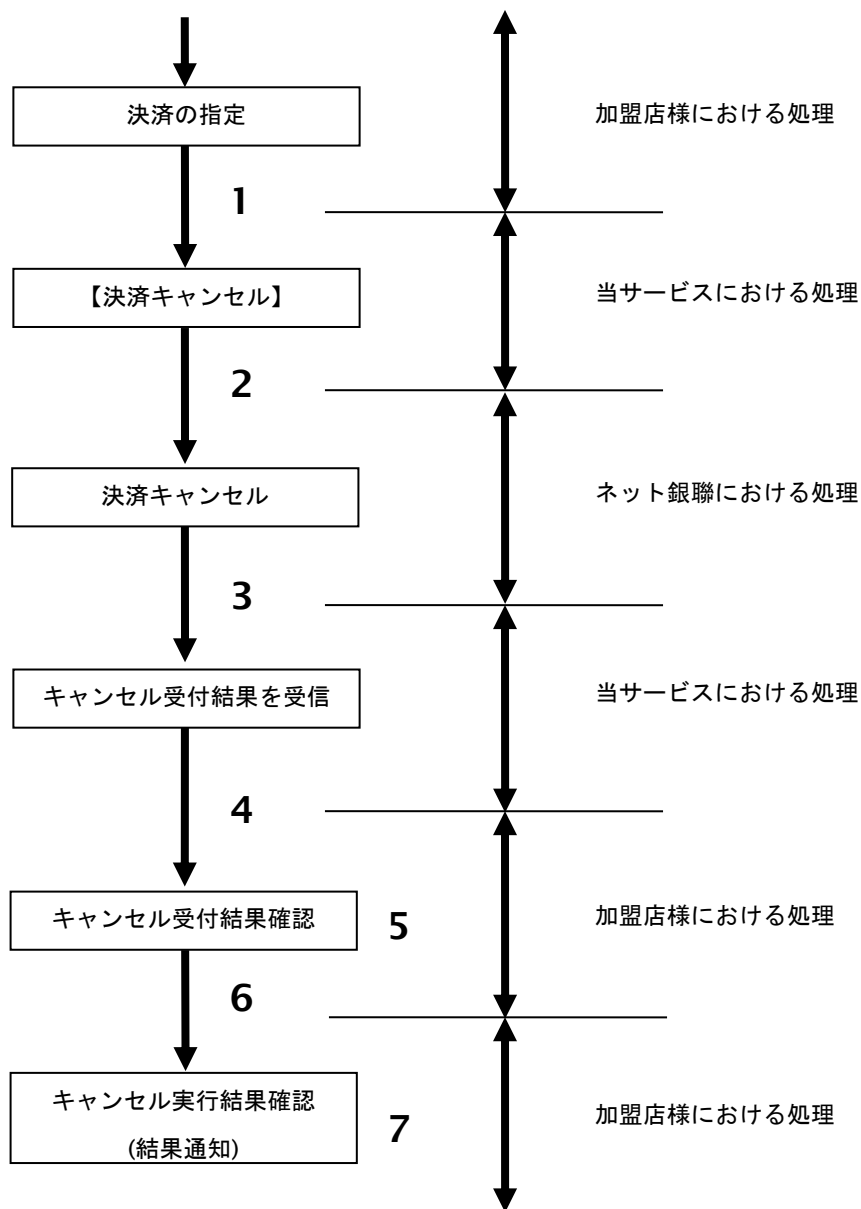 決済の指定
加盟店様における処理
1
【決済キャンセル】
当サービスにおける処理
2
決済キャンセル
ネット銀聯における処理
3
キャンセル受付結果を受信
当サービスにおける処理
4
キャンセル受付結果確認
5
加盟店様における処理
6
キャンセル実行結果確認
(結果通知)
7
加盟店様における処理